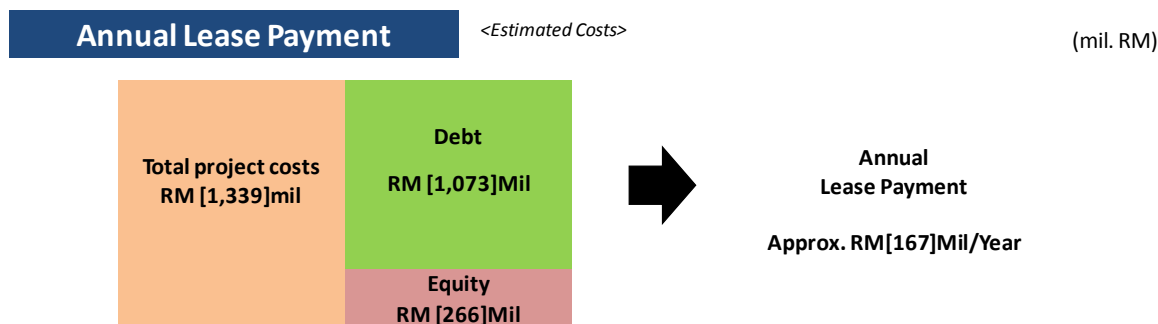 Annual Lease Payment
<Estimated Costs>
(mil. RM)
Total project costs
RM [1,339]mil
Debt
RM [1,073]Mil
Equity
RM [266]Mil
Annual
Lease Payment
Approx. RM[167]Mil/Year